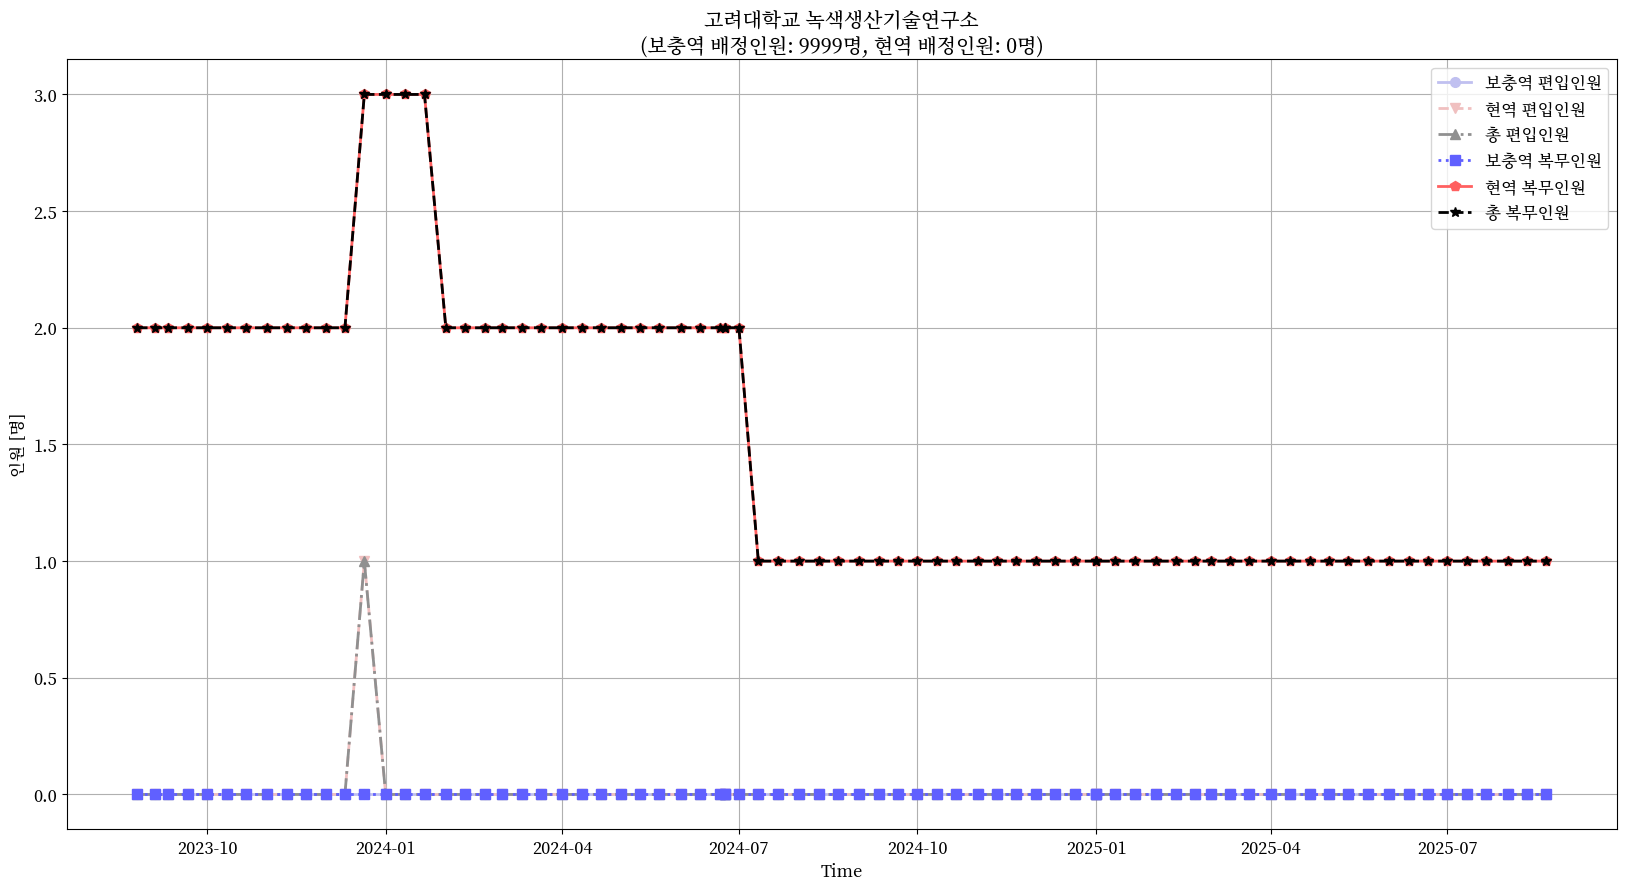 고려대학교 녹색생산기술연구소
(보충역 배정인원: 9999명, 현역 배정인원: 0명)
보충역 편입인원
현역 편입인원
총 편입인원
보충역 복무인원
현역 복무인원
총 복무인원
인원 [명]
3.0
2.5
2.0
1.5
1.0
0.5
0.0
2023-10
2024-01
2024-04
2024-07
2024-10
2025-01
2025-04
2025-07
Time